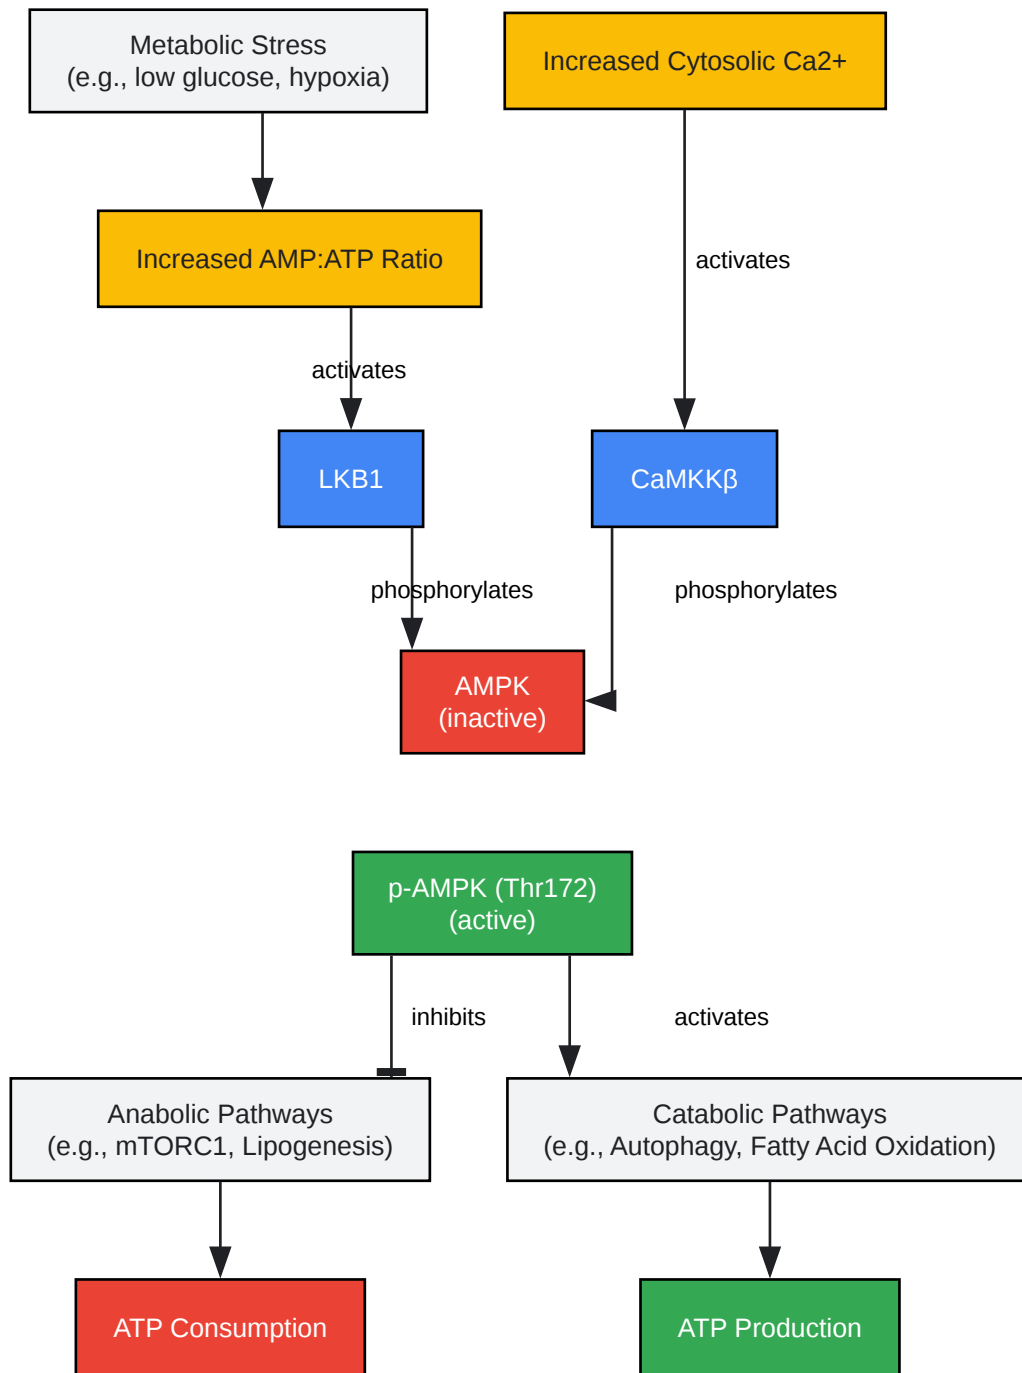 Metabolic Stress
(e.g., low glucose, hypoxia)
Increased Cytosolic Ca2+
Increased AMP:ATP Ratio
activates
activates
LKB1
CaMKKβ
phosphorylates
phosphorylates
AMPK
(inactive)
p-AMPK (Thr172)
(active)
inhibits
activates
Anabolic Pathways
(e.g., mTORC1, Lipogenesis)
Catabolic Pathways
(e.g., Autophagy, Fatty Acid Oxidation)
ATP Consumption
ATP Production